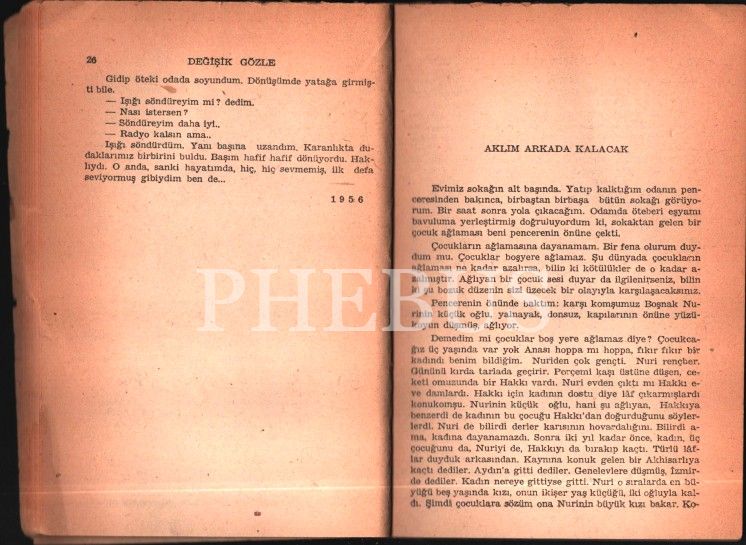 26 DEĞİŞİK GÖZLE
Gidip öteki odada soyundum. Dönüşümde yatağa girmiş-
ti bile.
— Işığı söndüreyim mi? dedim.
— Nası istersen?
— Söndüreyim daha iyi..
— Radyo kalsın ama..
Işığı söndürdüm. Yanı başına uzandım. Karanlıkta du-
daklarımız birbirini buldu. Başım hafif hafif dönüyordu. Hak-
lıydı. O anda, sanki hayatımda, hiç, hiç sevmemiş, ilk defa
seviyormuş gibiydim ben de...
1956
AKLIM ARKADA KALACAK
Evimiz sokağın alt başında. Yatıp kalktığım odanın pen-
ceresinden bakınca, birbaştan birbaşa bütün sokağı görüyo-
rum. Bir saat sonra yola çıkacağım. Odamda öteberi eşyamı
bavuluma yerleştirmiş doğruluyordum ki, sokaktan gelen bir
çocuk ağlaması beni pencerenin önüne çekti.
Çocukların ağlamasına dayanamam. Bir fena olurum duy-
dum mu. Çocuklar boşyere ağlamaz. Şu dünyada çocukların
ağlaması ne kadar azalırsa, bilin ki kötülükler de o kadar a-
zalmıştır. Ağlıyan bir çocuk sesi duyar da ilgilenirseniz, bilin
ki şu bozuk düzenin sizi üzecek bir olayıyla karşılaşacaksınız.
Pencerenin önünde baktım: karşı komşumuz Boşnak Nu-
rinin küçük oğlu, yalnayak, donsuz, kapılarının önüne yüzü-
koyun düşmüş, ağlıyor.
Demedim mi çocuklar boş yere ağlamaz diye? Çocukca-
ğız üç yaşında var yok Anası hoppa mı hoppa, fıkır fıkır bir
kadındı benim bildiğim. Nuriden çok gençti. Nuri rençber.
Gününü kırda tarlada geçirir. Perçemi kaşı üstüne düşen, ce-
keti omuzunda bir Hakkı vardı. Nuri evden çıktı mı Hakkı e-
ve damlardı. Hakkı için kadının dostu diye lâf çıkarmışlardı
konukomşu. Nurinin küçük oğlu, hani şu ağlıyan, Hakkıya
benzerdi de kadının bu çocuğu Hakkı'dan doğurduğunu söyler-
lerdi. Nuri de bilirdi derler karısının hovardalığını. Bilirdi a-
ma, kadına dayanamazdı. Sonra iki yıl kadar önce, kadın, üç
çocuğunu da, Nuriyi de, Hakkıyı da bırakıp kaçtı. Türlü lâf-
lar duyduk arkasından. Kaynına konuk gelen bir Akhisarlıya
kaçtı dediler. Aydın'a gitti dediler. Genelevlere düşmüş, İzmir-
de dediler. Kadın nereye gittiyse gitti. Nuri o sıralarda en bü-
yüğü beş yaşında kızı, onun ikişer yaş küçüğü, iki oğluyla kal-
dı. Şimdi çocuklara sözüm ona Nurinin büyük kızı bakar. Ko-
PHEBUS